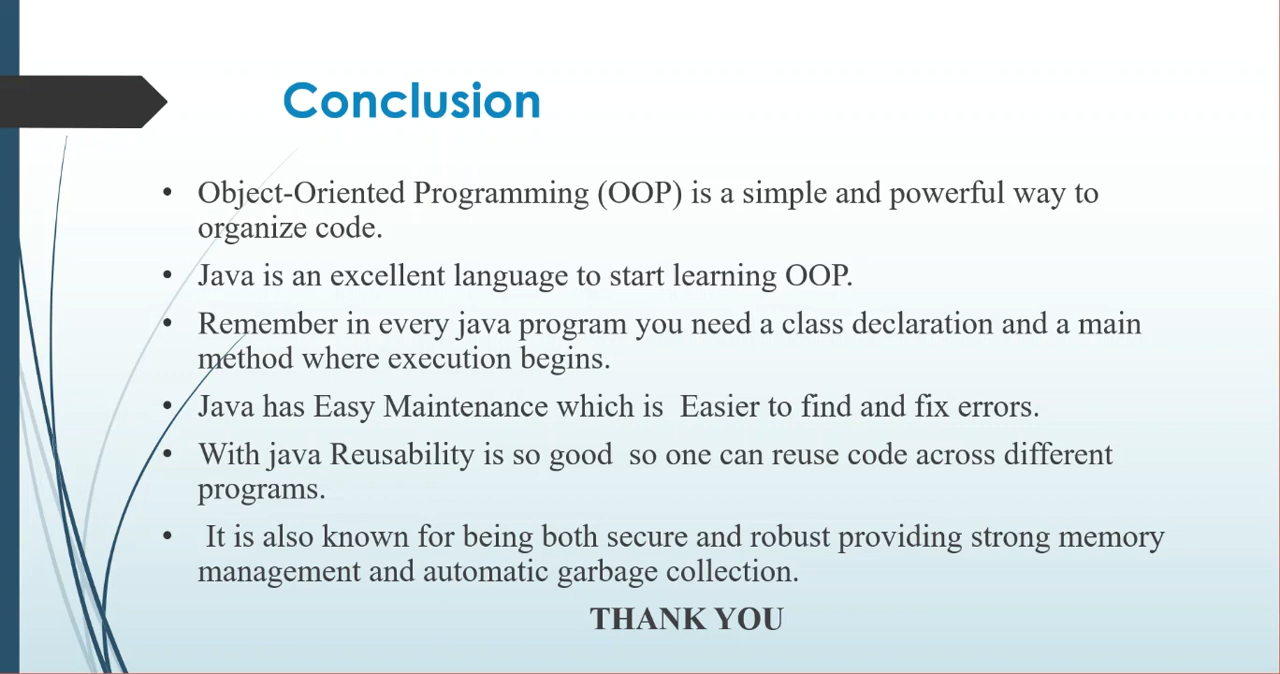 Conclusion
• Object-Oriented Programming (OOP) is a simple and powerful way to
organize code.
• Java is an excellent language to start learning OOP.
• Remember in every java program you need a class declaration and a main
method where execution begins.
• Java has Easy Maintenance which is  Easier to find and fix errors.
• With java Reusability is so good  so one can reuse code across different
programs.
•  It is also known for being both secure and robust providing strong memory
management and automatic garbage collection.
THANK YOU